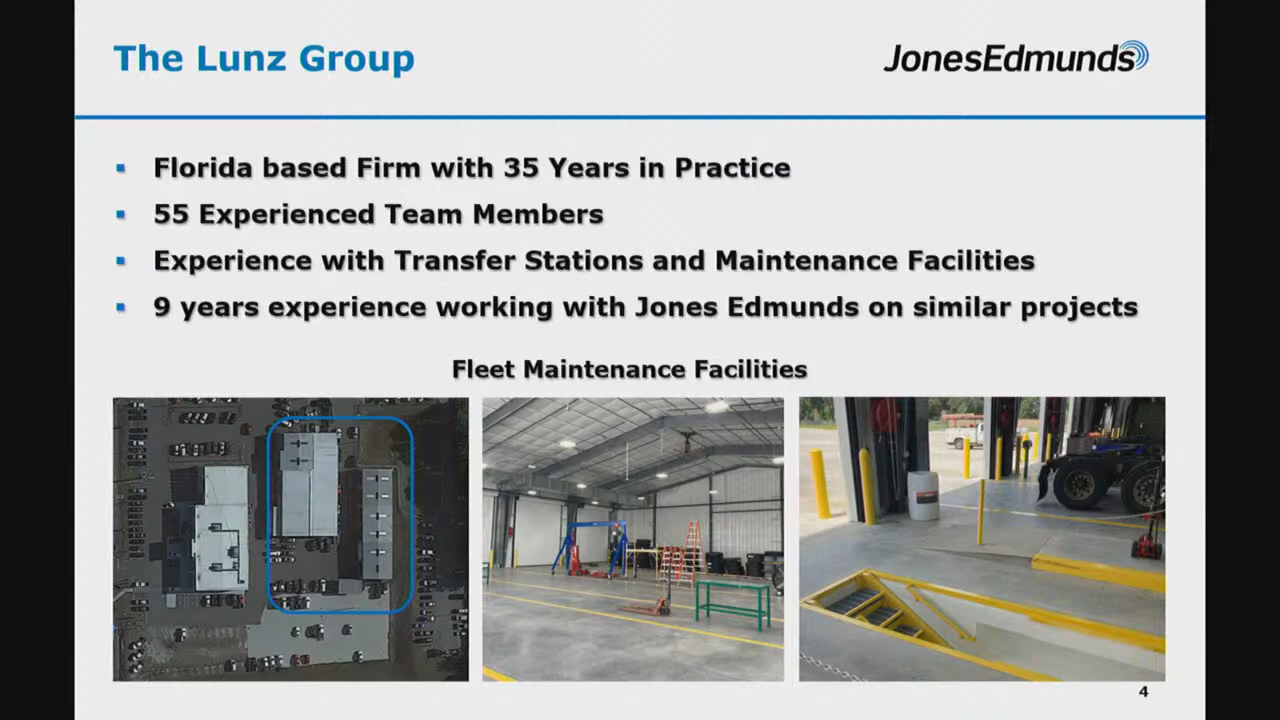 The Lunz Group
JonesEdmunds
Florida based Firm with 35 Years in Practice
55 Experienced Team Members
Experience with Transfer Stations and Maintenance Facilities
9 years experience working with Jones Edmunds on similar projects
Fleet Maintenance Facilities
4